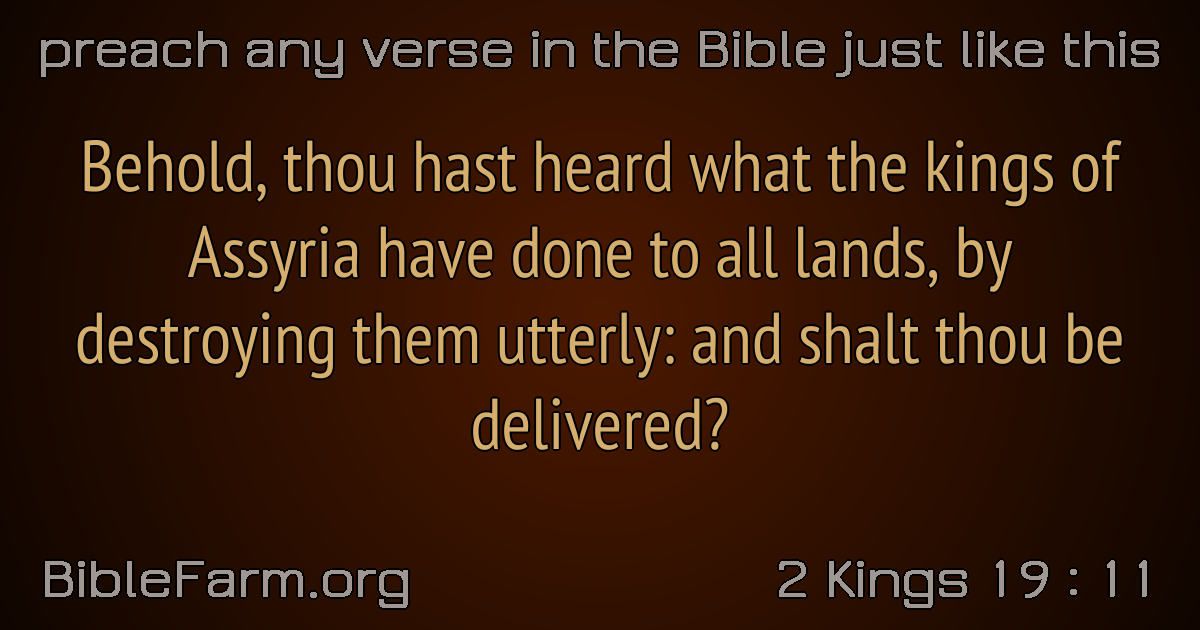 preach any verse in the Bible just like this
Behold, thou hast heard what the kings of
Assyria have done to all lands, by
destroying them utterly: and shalt thou be
delivered?
BibleFarm.org
2 Kings 19 : 11